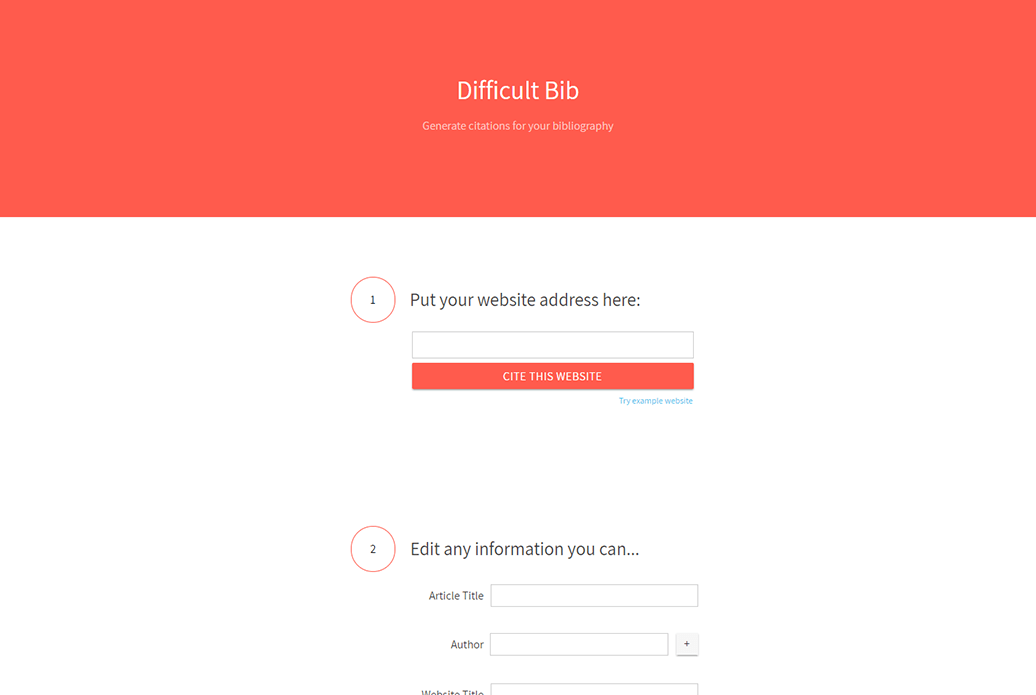 Difficult Bib
Generate citations for your bibliography
1
Put your website address here:
CITE THIS WEBSITE
Try example website
2
Edit any information you can...
Article Title
Author
+
Website Title